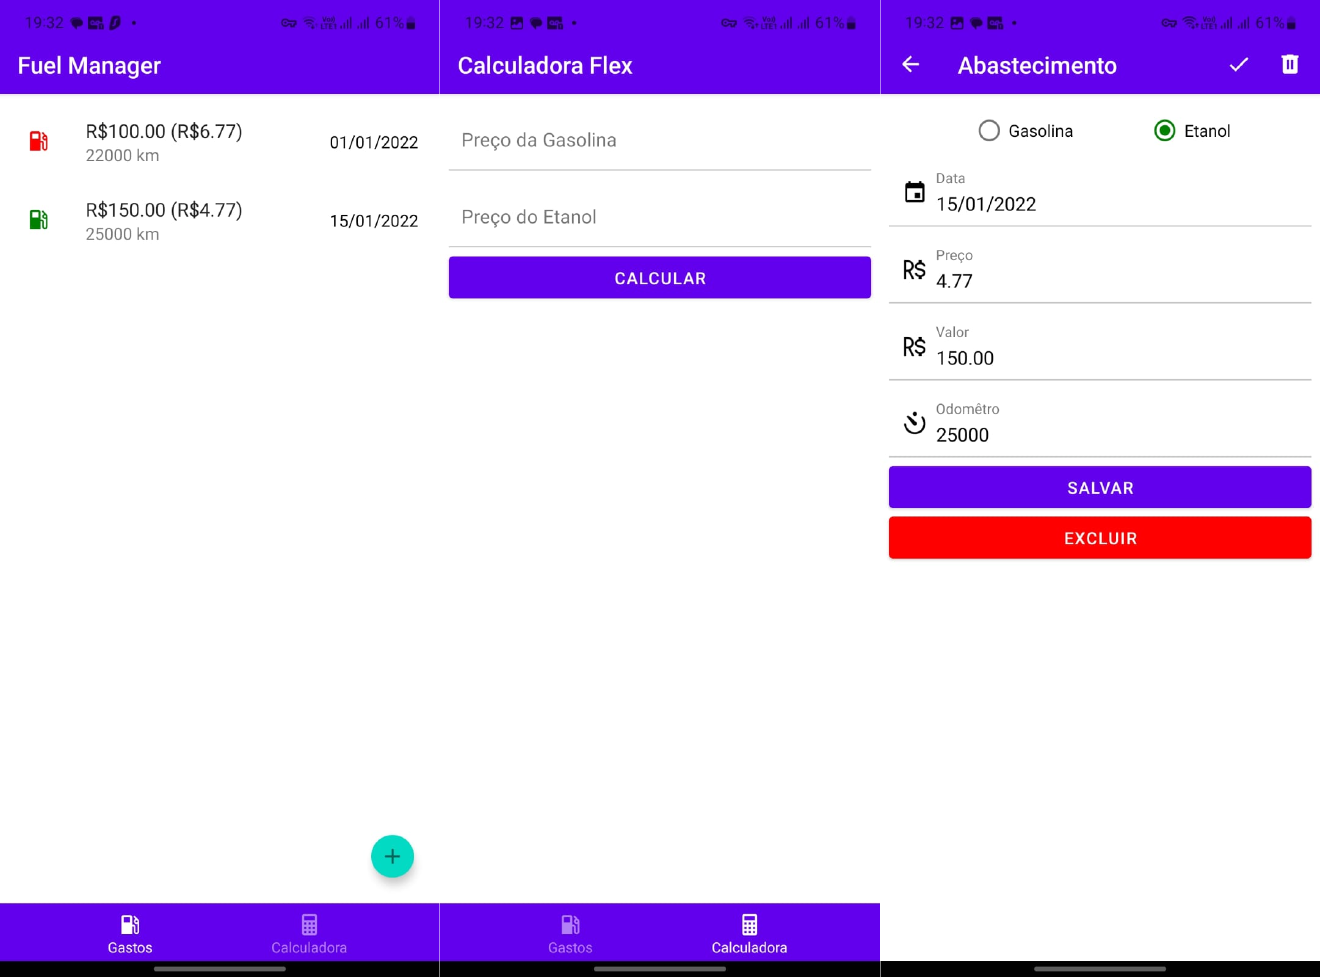 19:32
61%
Fuel Manager
R$100.00 (R$6.77)
22000 km
01/01/2022
R$150.00 (R$4.77)
25000 km
15/01/2022
Gastos
Calculadora
19:32
61%
Calculadora Flex
Preço da Gasolina
Preço do Etanol
CALCULAR
Gastos
Calculadora
19:32
61%
Abastecimento
Gasolina
Etanol
Data
15/01/2022
R$
Preço
4.77
R$
Valor
150.00
Odomêtro
25000
SALVAR
EXCLUIR